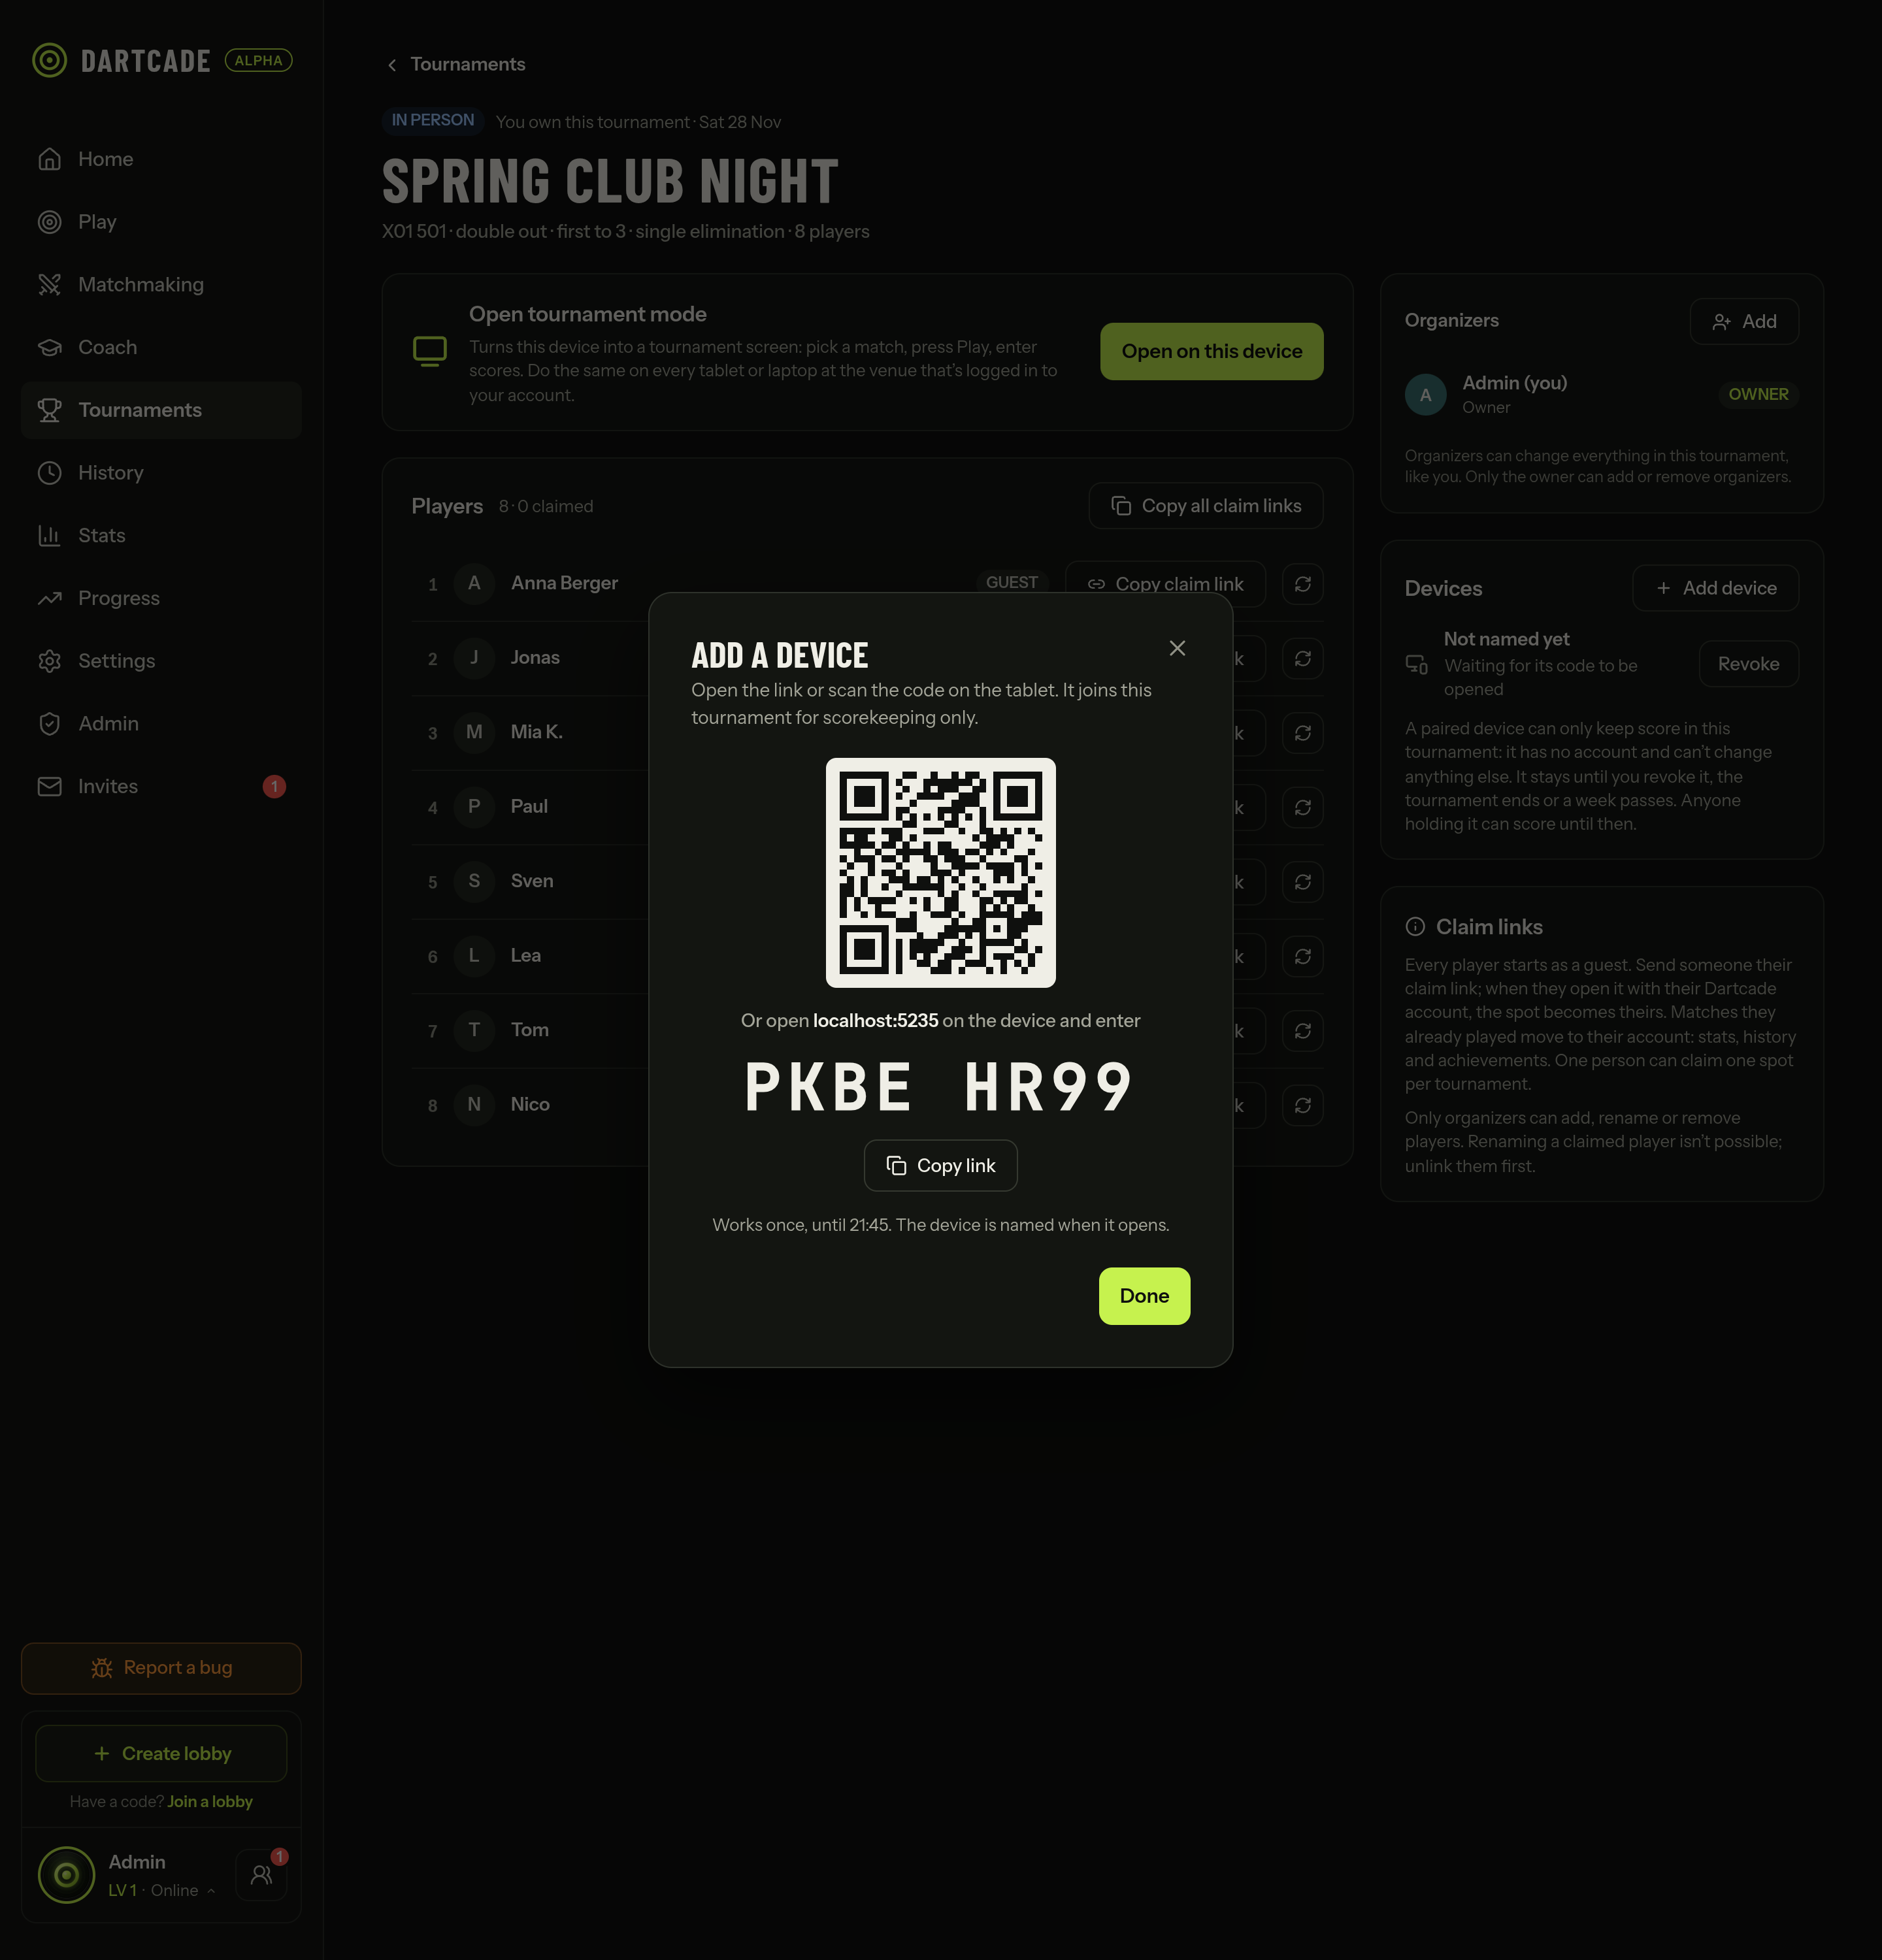 DARTCADE ALPHA
Home
Play
Matchmaking
Coach
Tournaments
History
Stats
Progress
Settings
Admin
Invites 1
Report a bug
Create lobby
Have a code? Join a lobby
Admin
LV 1 · Online
1
Tournaments
IN PERSON You own this tournament · Sat 28 Nov
SPRING CLUB NIGHT
X01 501 · double out · first to 3 · single elimination · 8 players
Open tournament mode
Turns this device into a tournament screen: pick a match, press Play, enter
scores. Do the same on every tablet or laptop at the venue that's logged in to
your account.
Open on this device
Players 8 · 0 claimed
Copy all claim links
1 A Anna Berger GUEST Copy claim link
2 J Jonas k
3 M Mia K. k
4 P Paul k
5 S Sven k
6 L Lea k
7 T Tom k
8 N Nico k
ADD A DEVICE
Open the link or scan the code on the tablet. It joins this
tournament for scorekeeping only.
Or open localhost:5235 on the device and enter
PKBE HR99
Copy link
Works once, until 21:45. The device is named when it opens.
Done
Organizers
Add
A Admin (you)
Owner
OWNER
Organizers can change everything in this tournament,
like you. Only the owner can add or remove organizers.
Devices
Add device
Not named yet
Waiting for its code to be
opened
Revoke
A paired device can only keep score in this
tournament: it has no account and can't change
anything else. It stays until you revoke it, the
tournament ends or a week passes. Anyone
holding it can score until then.
Claim links
Every player starts as a guest. Send someone their
claim link; when they open it with their Dartcade
account, the spot becomes theirs. Matches they
already played move to their account: stats, history
and achievements. One person can claim one spot
per tournament.
Only organizers can add, rename or remove
players. Renaming a claimed player isn't possible;
unlink them first.